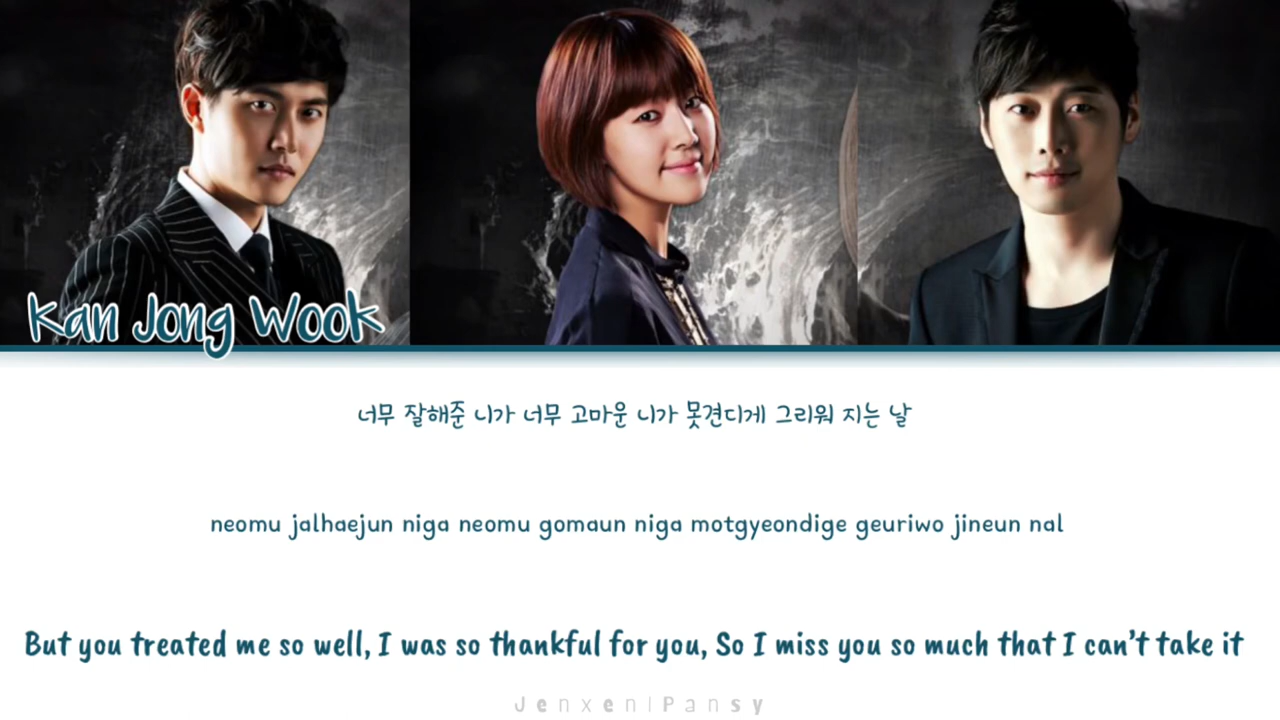 Kan Jong Wook
너무 잘해준 니가 너무 고마운 니가 못견디게 그리워 지는 날
neomu jalhaejun niga neomu gomaun niga motgyeondige geuriwo jineun nal
But you treated me so well, I was so thankful for you, So I miss you so much that I can't take it
Jenxen|Pansy